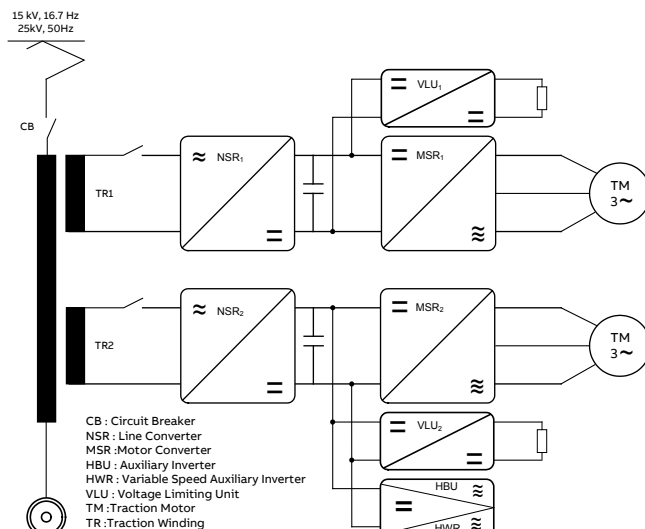 15 kV, 16.7 Hz
25kV, 50Hz
CB
VLU₁
TR1
NSR₁
MSR₁
TM
3~
TR2
NSR₂
MSR₂
TM
3~
VLU₂
HBU
HWR
CB : Circuit Breaker
NSR : Line Converter
MSR :Motor Converter
HBU : Auxiliary Inverter
HWR : Variable Speed Auxiliary Inverter
VLU : Voltage Limiting Unit
TM :Traction Motor
TR :Traction Winding